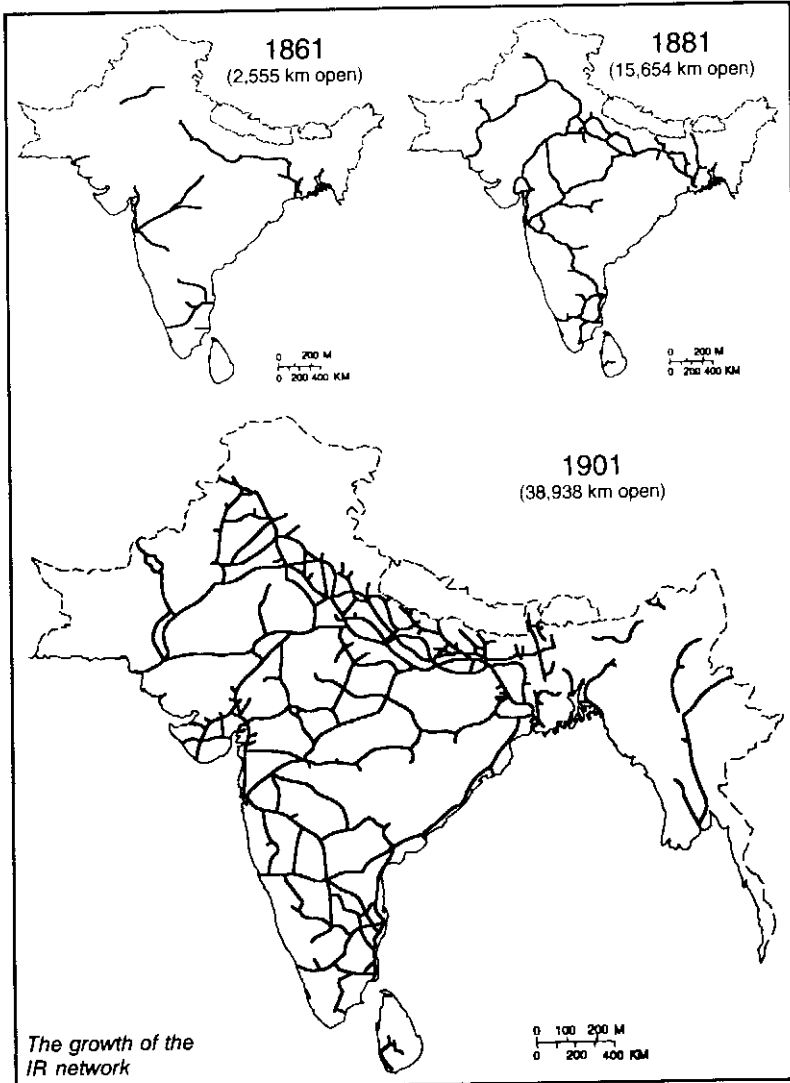 1861
(2,555 km open)
0 200 M
0 200 400 KM
1881
(15,654 km open)
0 200 M
0 200 400 KM
1901
(38,938 km open)
0 100 200 M
0 200 400 KM
The growth of the
IR network